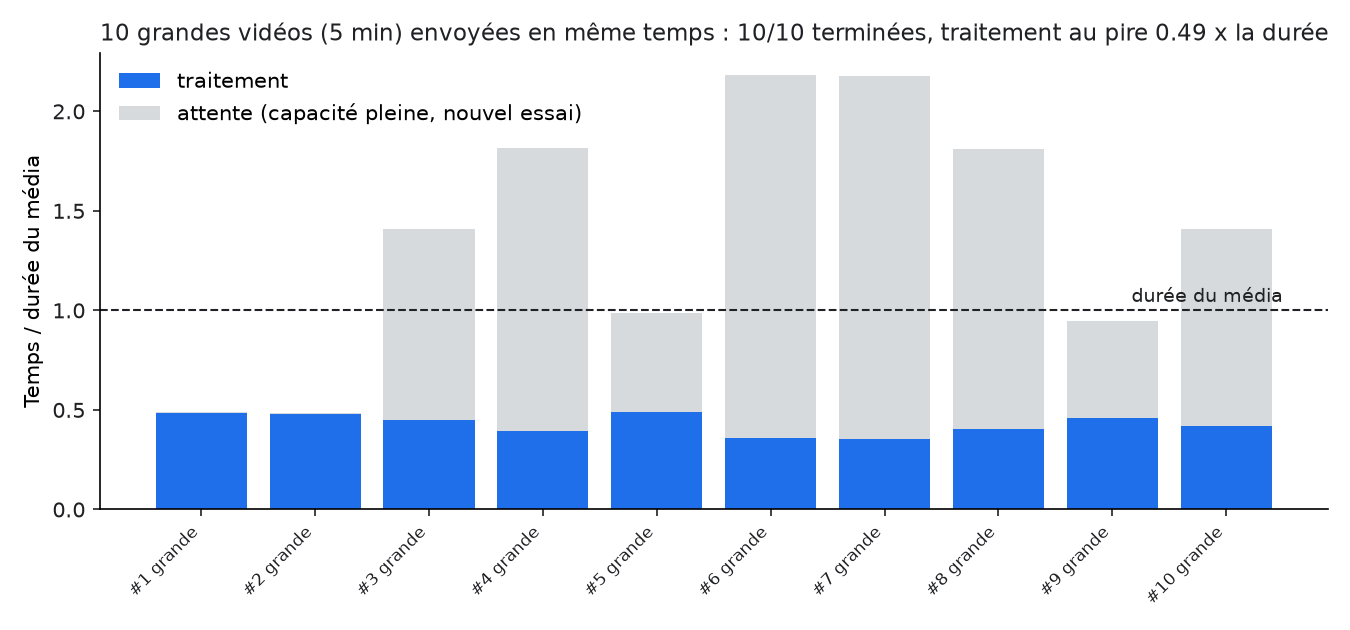 10 grandes vidéos (5 min) envoyées en même temps : 10/10 terminées, traitement au pire 0.49 x la durée
traitement
attente (capacité pleine, nouvel essai)
Temps / durée du média
2.0
1.5
1.0
0.5
0.0
durée du média
#1 grande
#2 grande
#3 grande
#4 grande
#5 grande
#6 grande
#7 grande
#8 grande
#9 grande
#10 grande